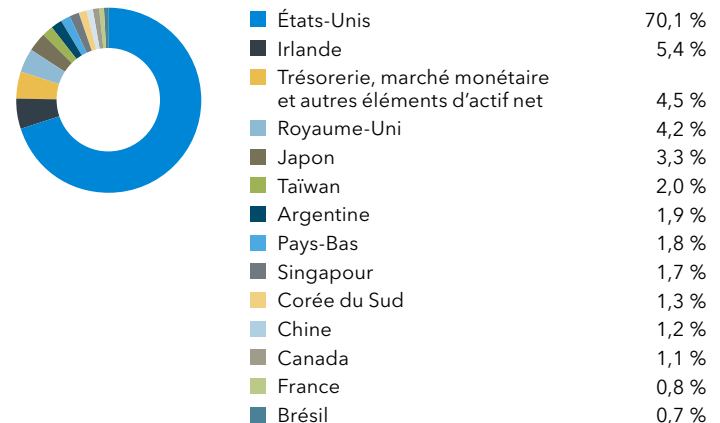 États-Unis 70,1 %
Irlande 5,4 %
Trésorerie, marché monétaire
et autres éléments d’actif net 4,5 %
Royaume-Uni 4,2 %
Japon 3,3 %
Taïwan 2,0 %
Argentine 1,9 %
Pays-Bas 1,8 %
Singapour 1,7 %
Corée du Sud 1,3 %
Chine 1,2 %
Canada 1,1 %
France 0,8 %
Brésil 0,7 %